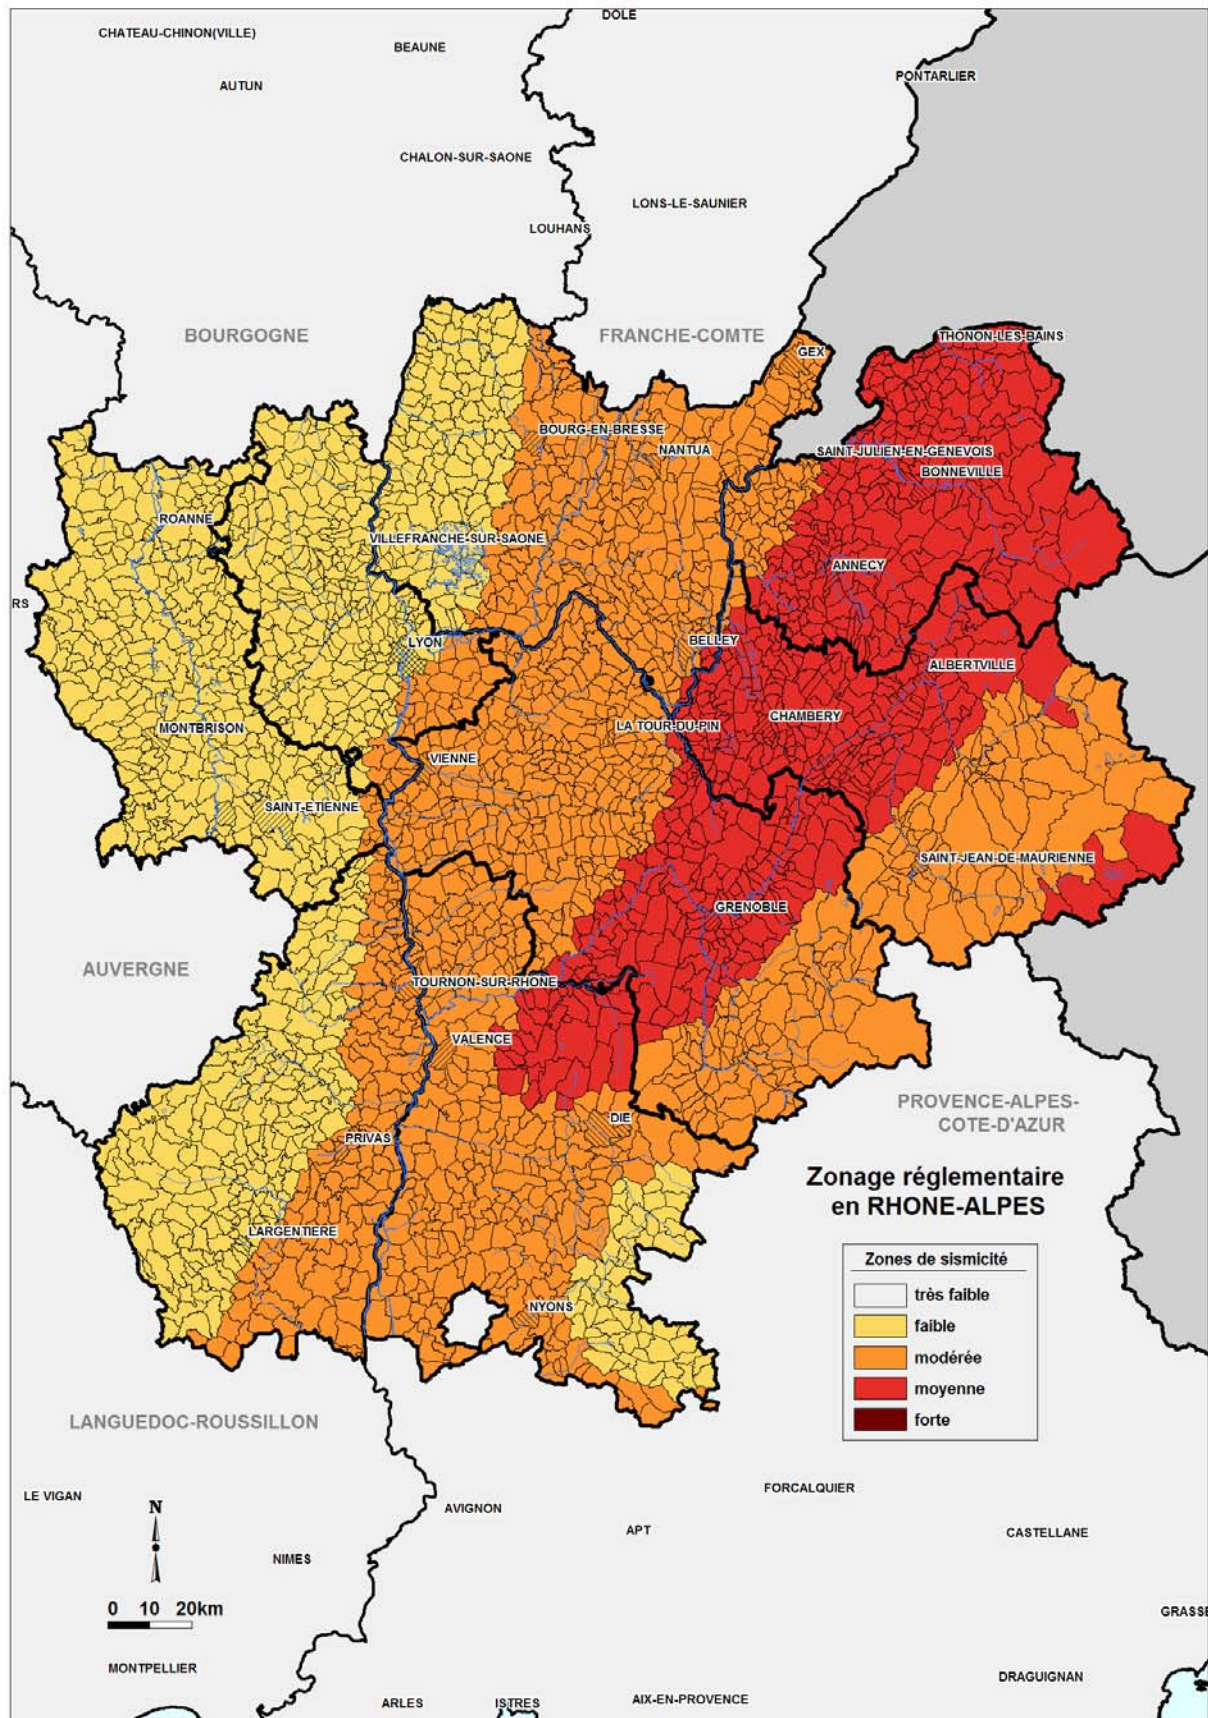 DOLE
CHATEAU-CHINON(VILLE)
BEAUNE
PONTARLIER
AUTUN
CHALON-SUR-SAONE
LONS-LE-SAUNIER
LOUHANS
BOURGOGNE
FRANCHE-COMTE
THONON-LES-BAINS
GEX
BOURG-EN-BRESSE
NANTUA
SAINT-JULIEN-EN-GENEVOIS
BONNEVILLE
ROANNE
VILLEFRANCHE-SUR-SAONE
ANNECY
RS
LYON
BELLEY
ALBERTVILLE
CHAMBERY
LA TOUR-DU-PIN
MONTBRISON
VIENNE
SAINT-ETIENNE
SAINT-JEAN-DE-MAURIENNE
GRENOBLE
AUVERGNE
TOURNON-SUR-RHONE
VALENCE
PROVENCE-ALPES-
COTE-D'AZUR
DIE
PRIVAS
Zonage réglementaire
en RHONE-ALPES
LARGENTIERE
Zones de sismicité
très faible
faible
modérée
moyenne
forte
NYONS
LANGUEDOC-ROUSSILLON
LE VIGAN
AVIGNON
FORCALQUIER
APT
CASTELLANE
N
NIMES
0 10 20km
GRASSE
MONTPELLIER
DRAGUIGNAN
ARLES
ISTRES
AIX-EN-PROVENCE